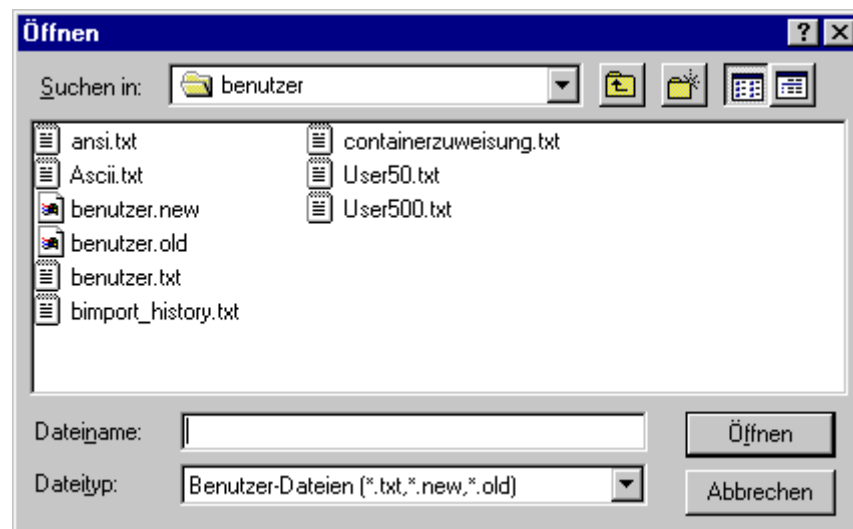 Öffnen
Suchen in: benutzer
ansi.txt
Ascii.txt
benutzer.new
benutzer.old
benutzer.txt
bimport_history.txt
containerzuweisung.txt
User50.txt
User500.txt
Dateiname:
Öffnen
Dateityp: Benutzer-Dateien (*.txt,*.new,*.old)
Abbrechen